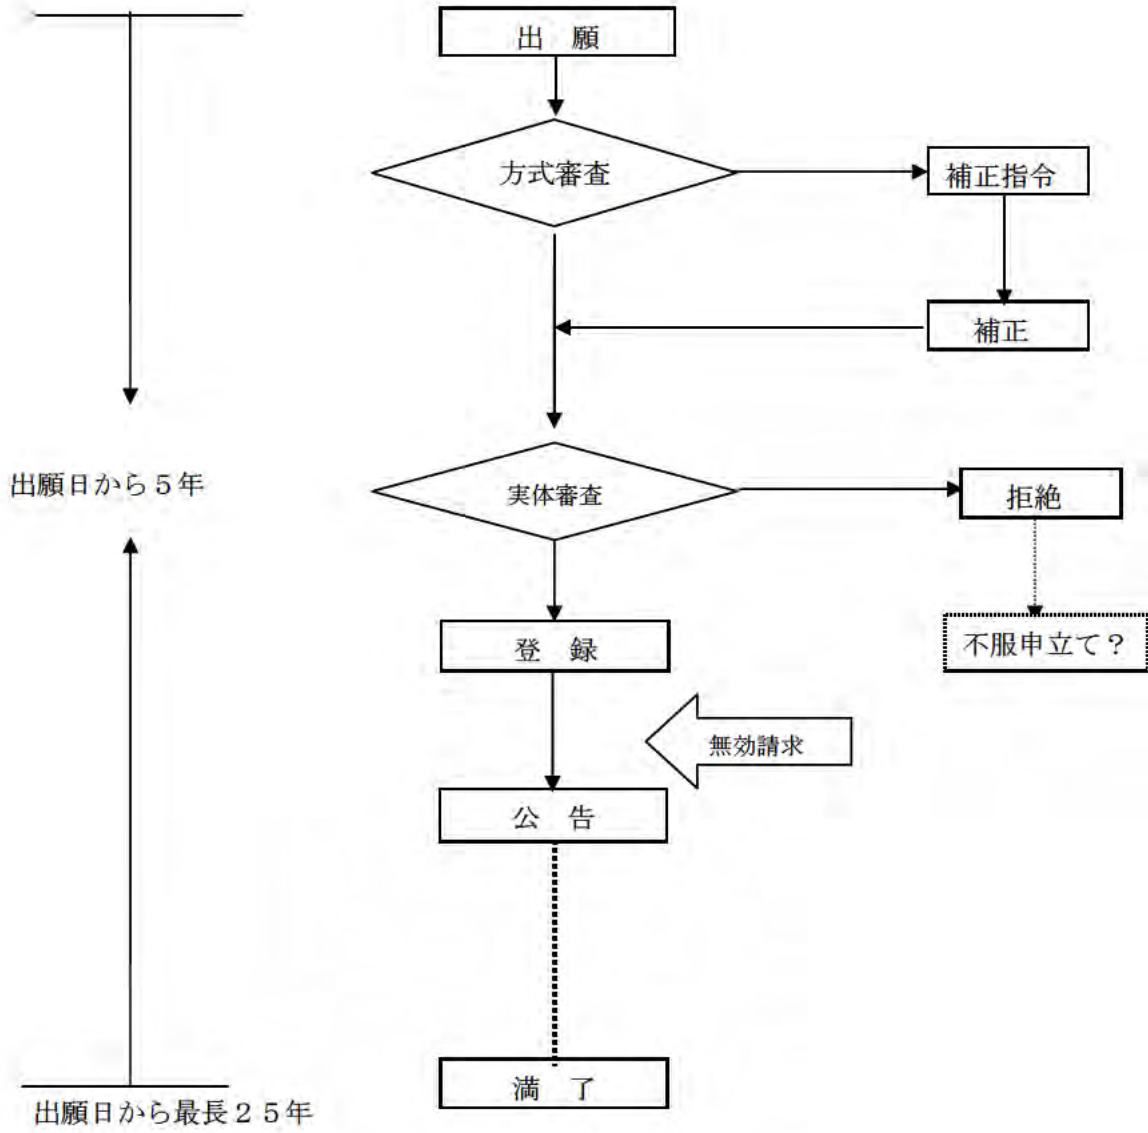 出　願
方式審査
補正指令
補正
出願日から５年
実体審査
拒絶
登　録
不服申立て？
無効請求
公　告
満　了
出願日から最長２５年